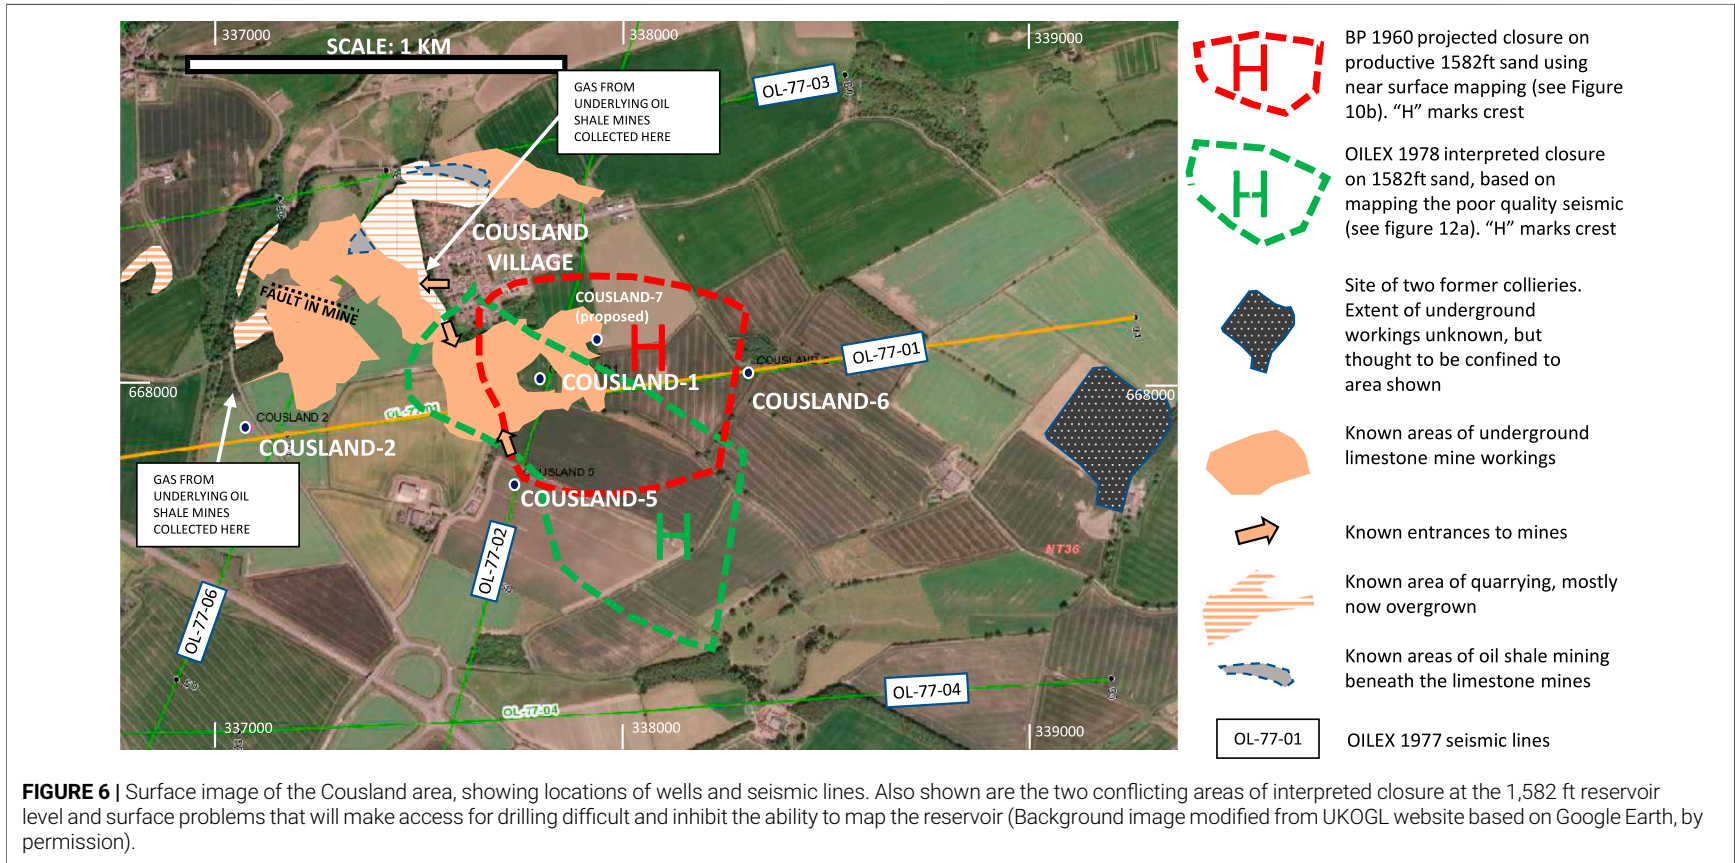 337000
338000
339000
SCALE: 1 KM
GAS FROM
UNDERLYING OIL
SHALE MINES
COLLECTED HERE
OL-77-03
COUSLAND
VILLAGE
FAULT IN MINE
COUSLAND-7
(proposed)
H
COUSLAND-1
OL-77-01
COUSLAND-6
668000
668000
COUSLAND 2
COUSLAND-2
OL-77-01
COUSLAND 5
COUSLAND-5
GAS FROM
UNDERLYING OIL
SHALE MINES
COLLECTED HERE
H
NT36
OL-77-02
OL-77-06
59
OL-77-04
OL-77-04
337000
338000
339000
H
BP 1960 projected closure on
productive 1582ft sand using
near surface mapping (see Figure
10b). “H” marks crest
H
OILEX 1978 interpreted closure
on 1582ft sand, based on
mapping the poor quality seismic
(see figure 12a). “H” marks crest
Site of two former collieries.
Extent of underground
workings unknown, but
thought to be confined to
area shown
Known areas of underground
limestone mine workings
Known entrances to mines
Known area of quarrying, mostly
now overgrown
Known areas of oil shale mining
beneath the limestone mines
OL-77-01
OILEX 1977 seismic lines
FIGURE 6 | Surface image of the Cousland area, showing locations of wells and seismic lines. Also shown are the two conflicting areas of interpreted closure at the 1,582 ft reservoir
level and surface problems that will make access for drilling difficult and inhibit the ability to map the reservoir (Background image modified from UKOGL website based on Google Earth, by
permission).